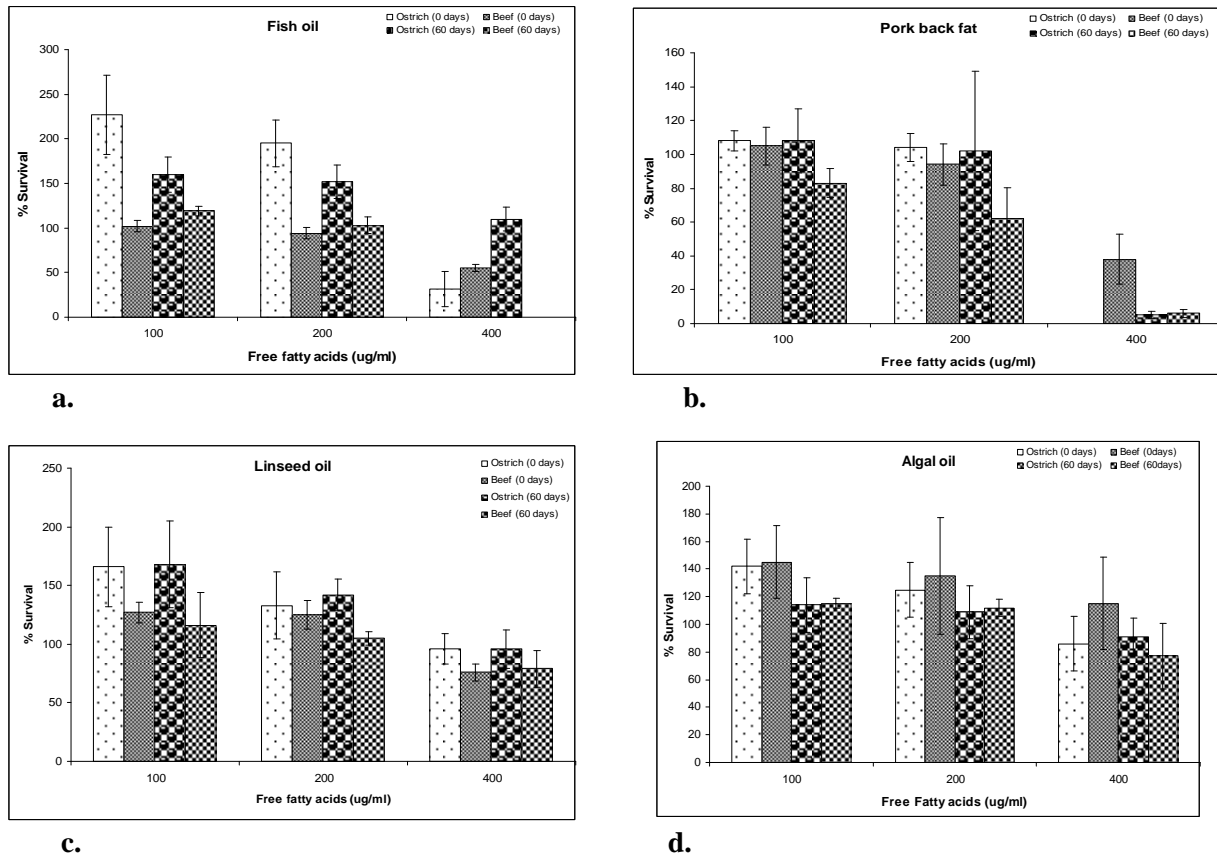 Fish oil
Ostrich (0 days) Beef (0 days)
Ostrich (60 days) Beef (60 days)
300
250
200
150
100
50
0
% Survival
100 200 400
Free fatty acids (ug/ml)
a.
Pork back fat
Ostrich (0 days) Beef (0 days)
Ostrich (60 days) Beef (60 days)
160
140
120
100
80
60
40
20
0
% Survival
100 200 400
Free fatty acids (ug/ml)
b.
Linseed oil
Ostrich (0 days)
Beef (0 days)
Ostrich (60 days)
Beef (60 days)
250
200
150
100
50
0
% Survival
100 200 400
Free fatty acids (ug/ml)
c.
Algal oil
Ostrich (0 days) Beef (0days)
Ostrich (60 days) Beef (60days)
200
180
160
140
120
100
80
60
40
20
0
% Survival
100 200 400
Free Fatty acids (ug/ml)
d.